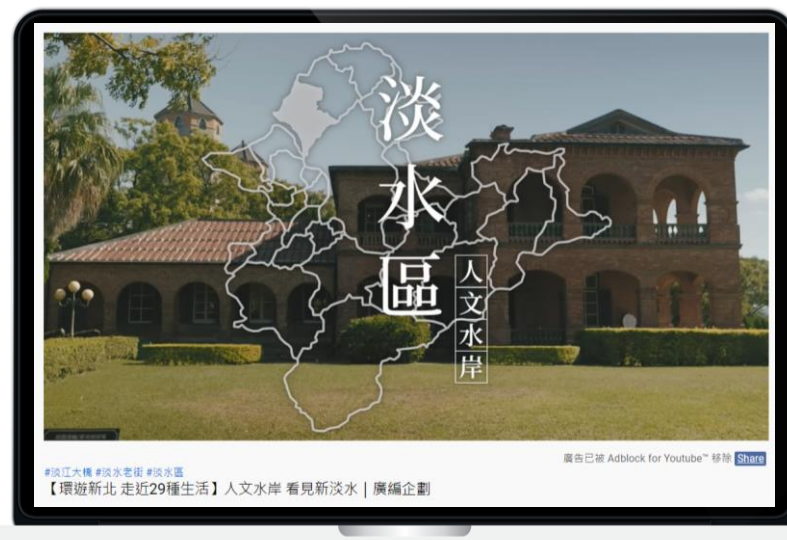 淡水區
人文水岸
廣告已被 Adblock for Youtube™ 移除 Share
#淡江大橋 #淡水老街 #淡水區
【環遊新北 走近29種生活】人文水岸 看見新淡水 | 廣編企劃